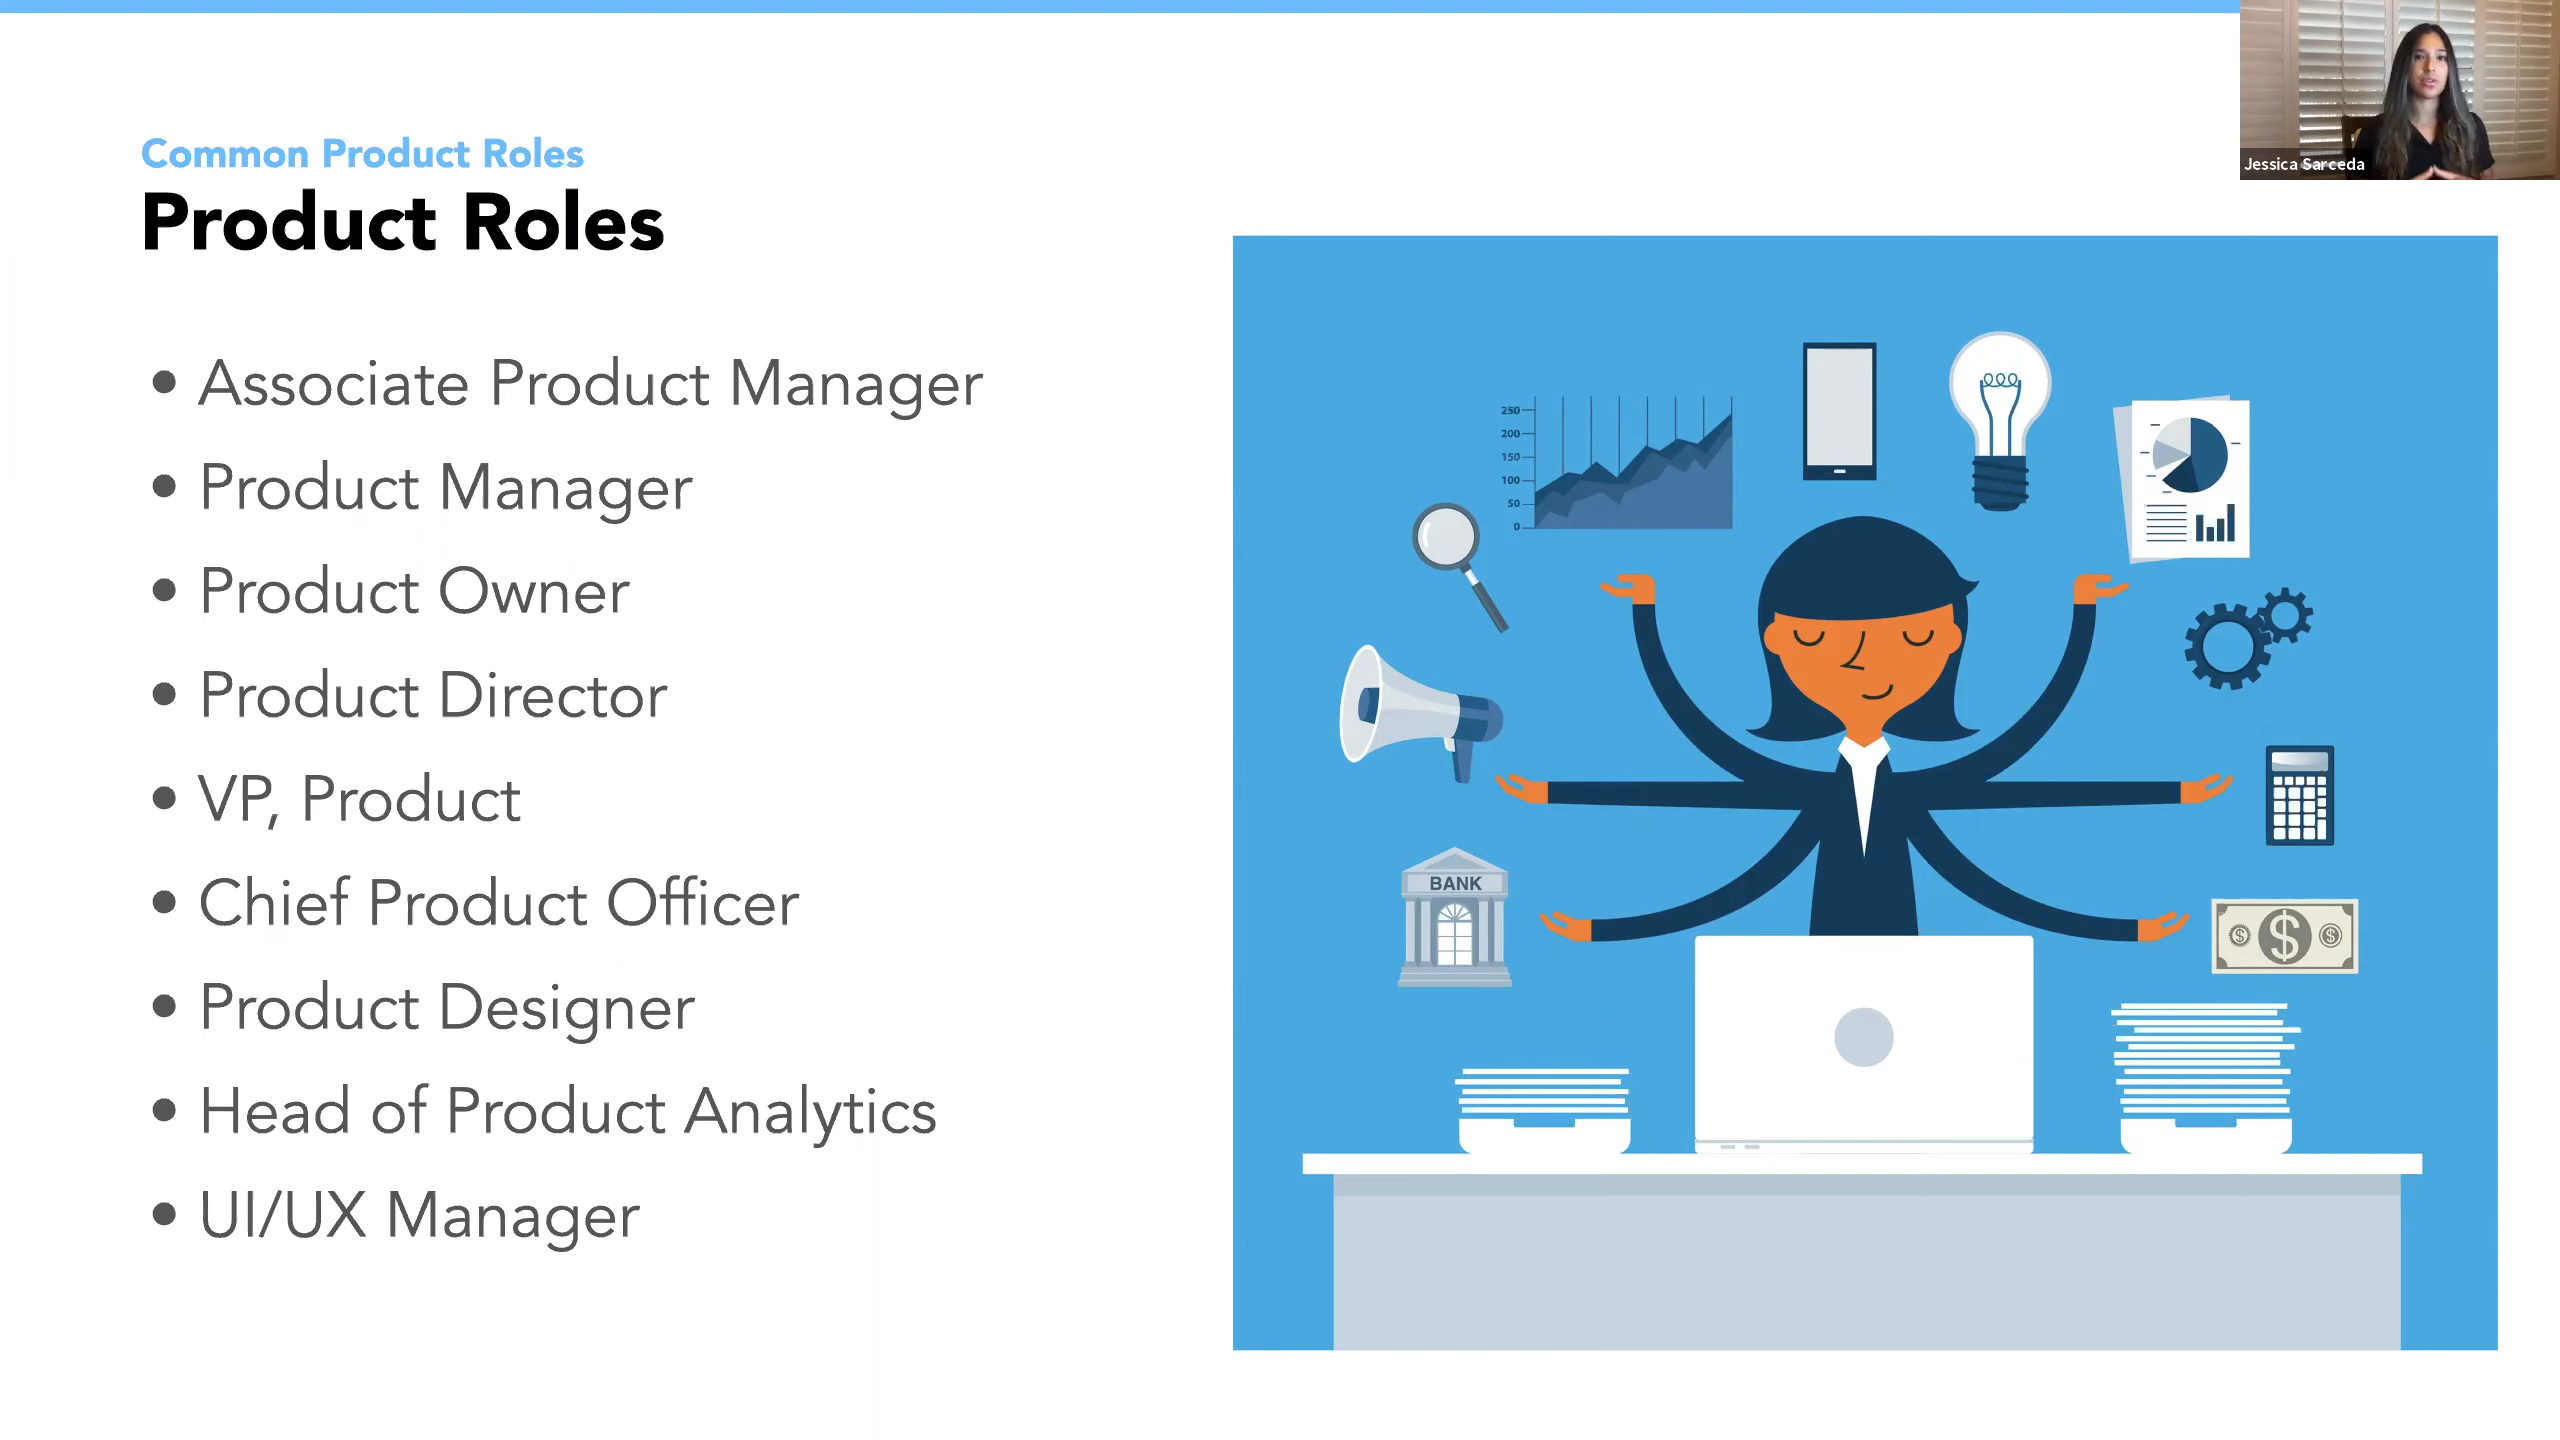 Common Product Roles
Product Roles
• Associate Product Manager
• Product Manager
• Product Owner
• Product Director
• VP, Product
• Chief Product Officer
• Product Designer
• Head of Product Analytics
• UI/UX Manager
Jessica Sarceda
250
200
150
100
50
0
BANK
$ $ $